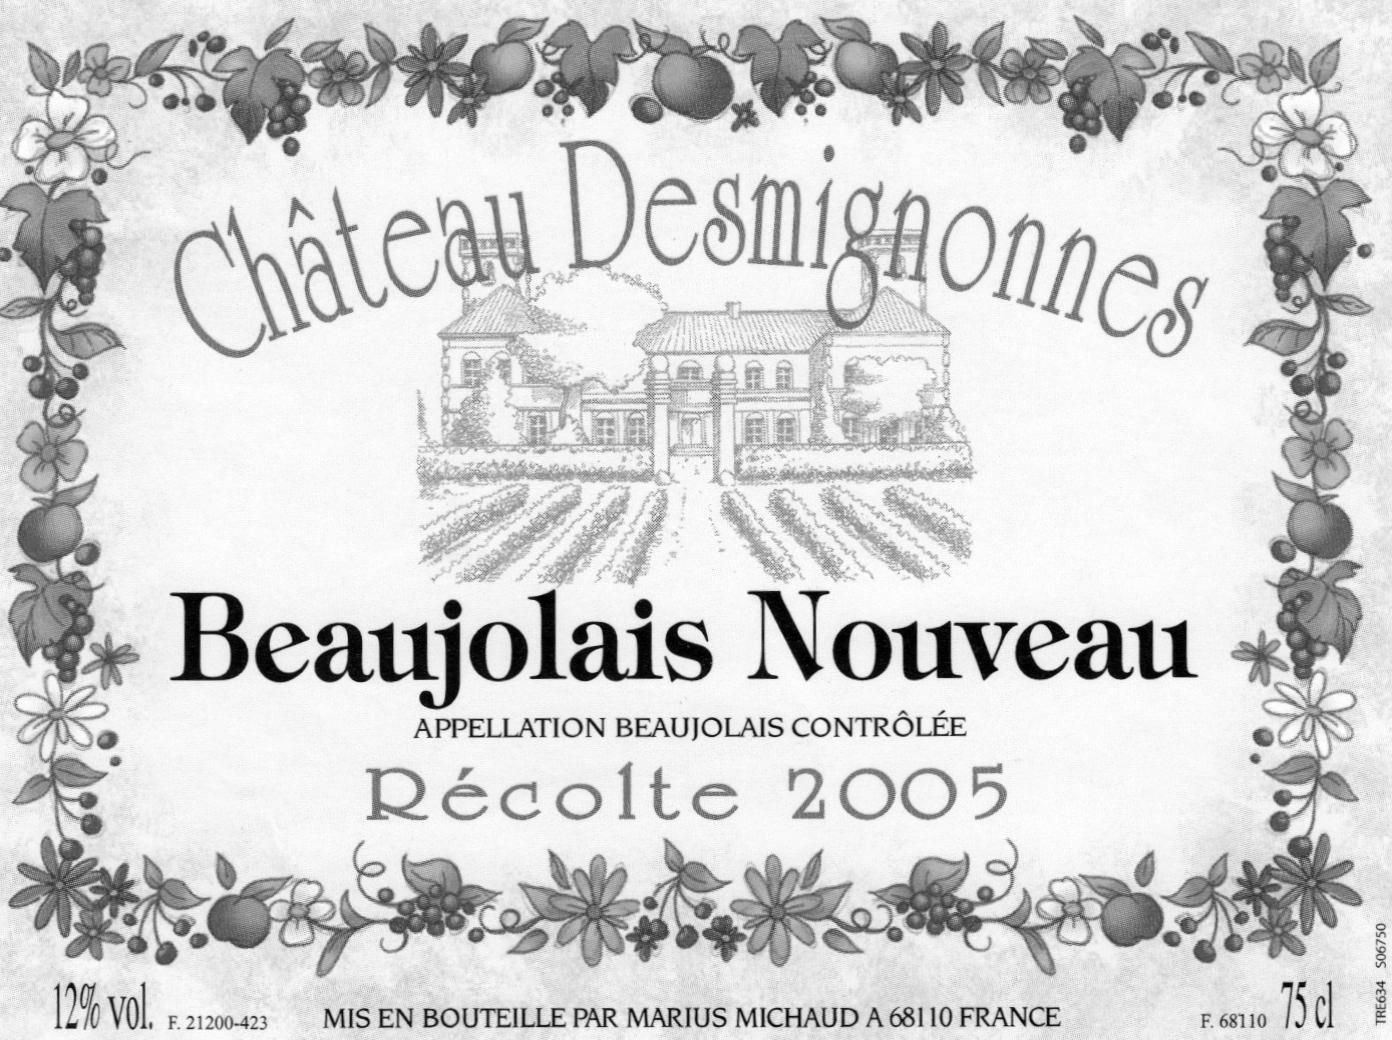 Château Desmignonnes
Beaujolais Nouveau
APPELLATION BEAUJOLAIS CONTRÔLÉE
Récolte 2005
12% vol. F. 21200-423 MIS EN BOUTEILLE PAR MARIUS MICHAUD A 68110 FRANCE F. 68110 75 cl
TREE634 S06750